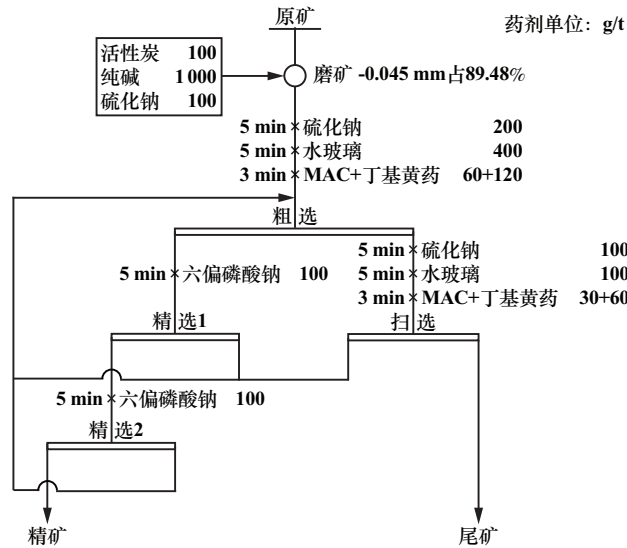 原矿
药剂单位：g/t
活性炭 100
纯碱 1 000
硫化钠 100
磨矿 -0.045 mm占89.48%
5 min 硫化钠 200
5 min 水玻璃 400
3 min MAC+丁基黄药 60+120
粗选
5 min 硫化钠 100
5 min 六偏磷酸钠 100
5 min 水玻璃 100
3 min MAC+丁基黄药 30+60
精选1
扫选
5 min 六偏磷酸钠 100
精选2
精矿
尾矿